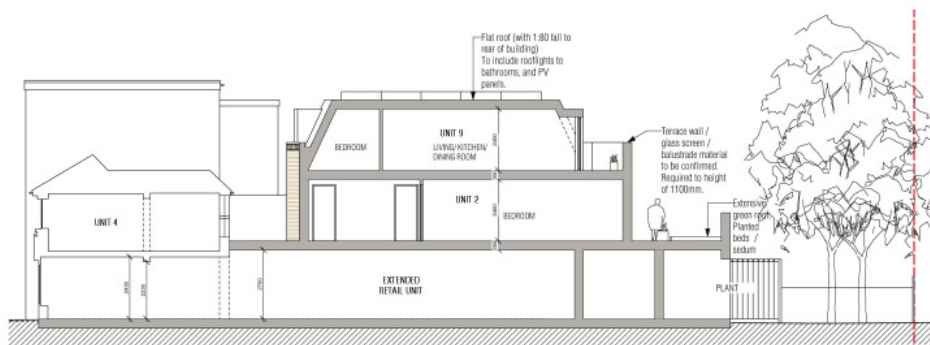 Flat roof (with 1:80 fall to
rear of building)
To include rooflights to
bathrooms, and PV
panels.
UNIT 9
BEDROOM
LIVING/KITCHEN/
DINING ROOM
Terrace wall /
glass screen /
balustrade material
to be confirmed.
Required to height
of 1100mm.
UNIT 4
UNIT 2
BEDROOM
Extensive
green roof
Planted
beds /
sedum
EXTENDED
RETAIL UNIT
2700
PLANT